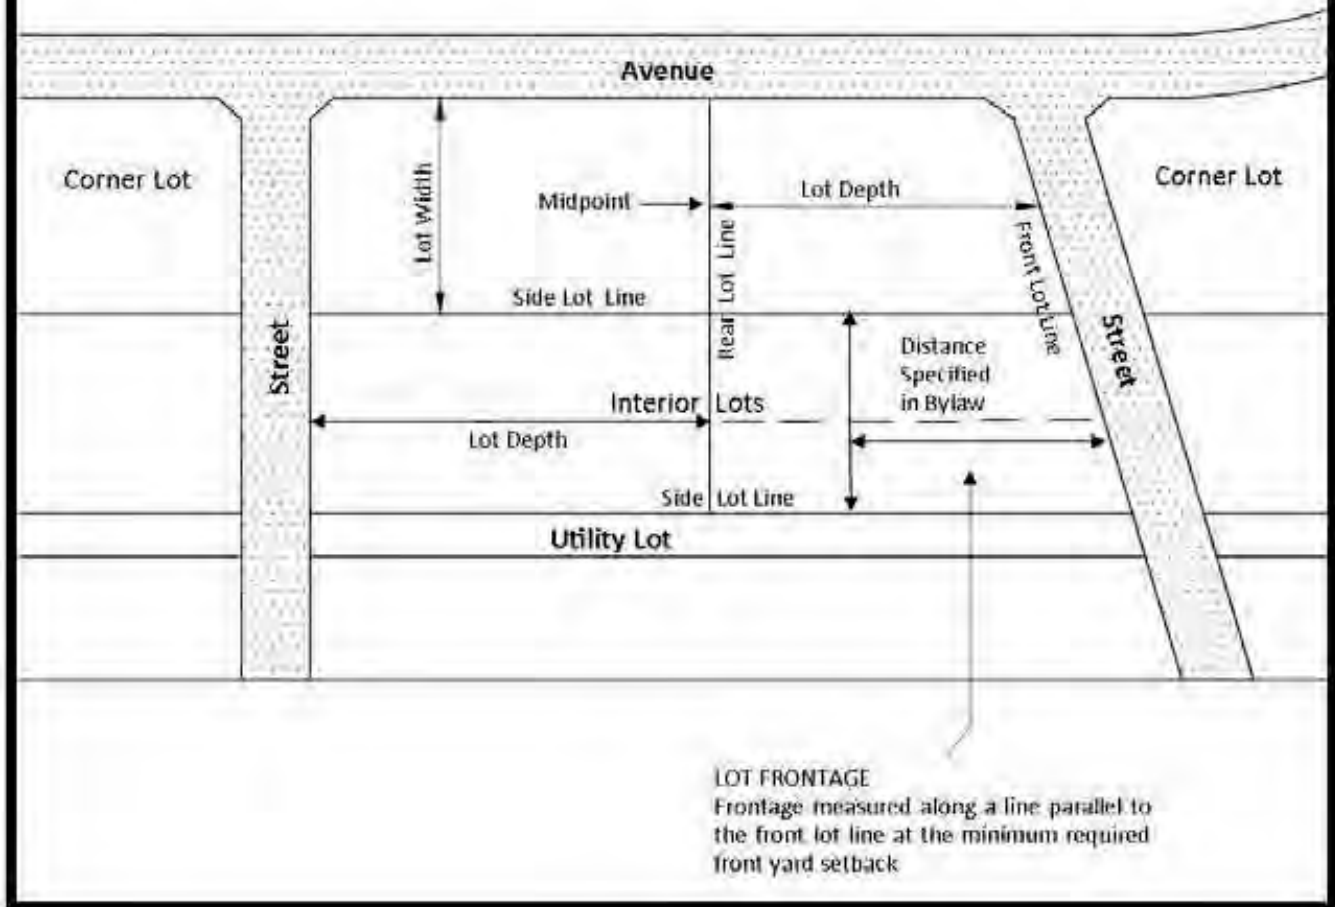 Avenue
Corner Lot
Corner Lot
Lot Width
Midpoint
Lot Depth
Rear Lot Line
Front Lot Line
Side Lot Line
Street
Street
Distance
Specified
in Bylaw
Interior Lots
Lot Depth
Side Lot Line
Utility Lot
LOT FRONTAGE
Frontage measured along a line parallel to
the front lot line at the minimum required
front yard setback